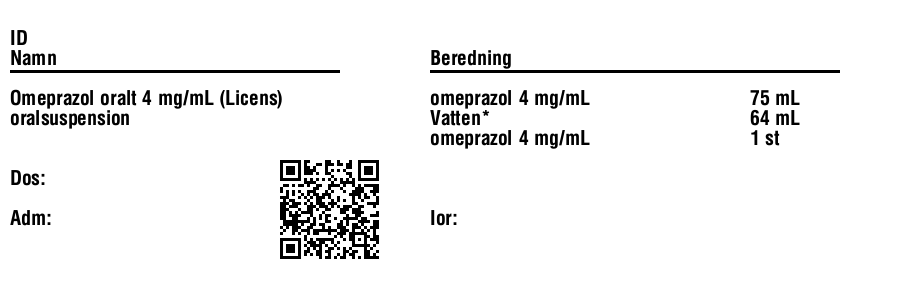 ID
Namn
Beredning
Omeprazol oralt 4 mg/mL (Licens)
oralsuspension
omeprazol 4 mg/mL 75 mL
Vatten* 64 mL
omeprazol 4 mg/mL 1 st
Dos:
Adm:
Ior: